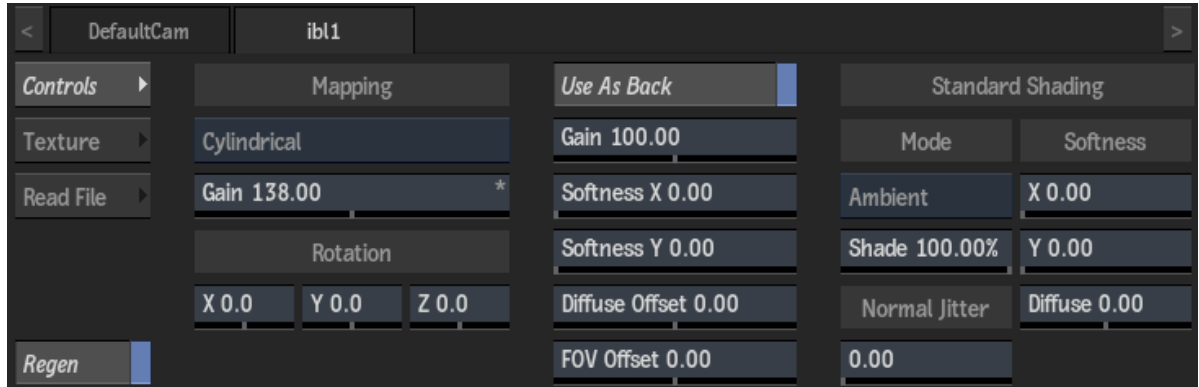 < DefaultCam ibl1 >
Controls Mapping Use As Back Standard Shading
Texture Cylindrical Gain 100.00 Mode Softness
Read File Gain 138.00 * Softness X 0.00 Ambient X 0.00
Rotation Softness Y 0.00 Shade 100.00% Y 0.00
X 0.0 Y 0.0 Z 0.0 Diffuse Offset 0.00 Normal Jitter Diffuse 0.00
Regen FOV Offset 0.00 0.00